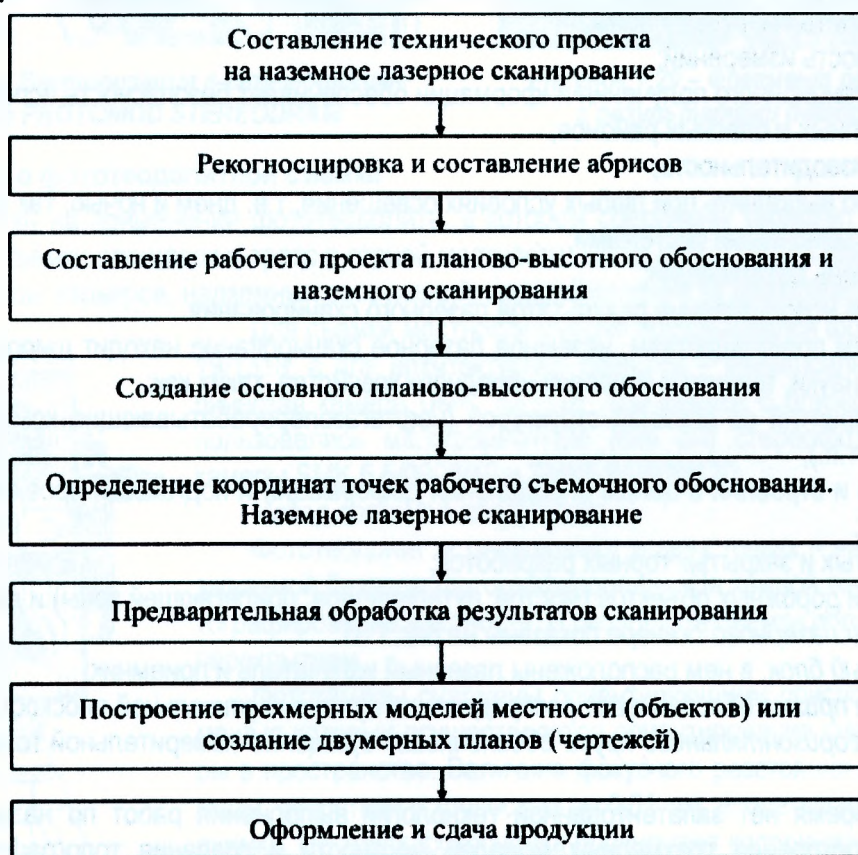 Составление технического проекта
на наземное лазерное сканирование
Рекогносцировка и составление абрисов
Составление рабочего проекта планово-высотного обоснования и
наземного сканирования
Создание основного планово-высотного обоснования
Определение координат точек рабочего съемочного обоснования.
Наземное лазерное сканирование
Предварительная обработка результатов сканирования
Построение трехмерных моделей местности (объектов) или
создание двумерных планов (чертежей)
Оформление и сдача продукции